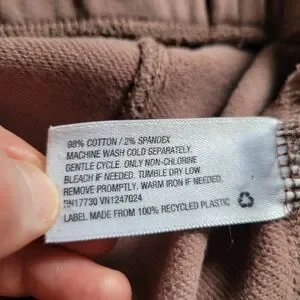 98% COTTON / 2% SPANDEX
MACHINE WASH COLD SEPARATELY.
GENTLE CYCLE. ONLY NON-CHLORINE
BLEACH IF NEEDED. TUMBLE DRY LOW.
REMOVE PROMPTLY. WARM IRON IF NEEDED.
RN17730 VN1247024
LABEL MADE FROM 100% RECYCLED PLASTIC